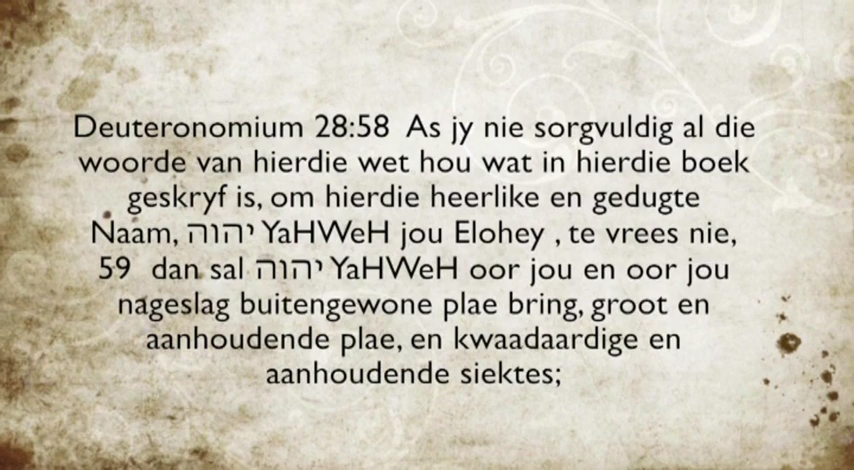 Deuteronomium 28:58  As jy nie sorgvuldig al die
woorde van hierdie wet hou wat in hierdie boek
geskryf is, om hierdie heerlike en gedugte
Naam, יהוה YaHWeH jou Elohey , te vrees nie,
59  dan sal יהוה YaHWeH oor jou en oor jou
nageslag buitengewone plae bring, groot en
aanhoudende plae, en kwaadaardige en
aanhoudende siektes;